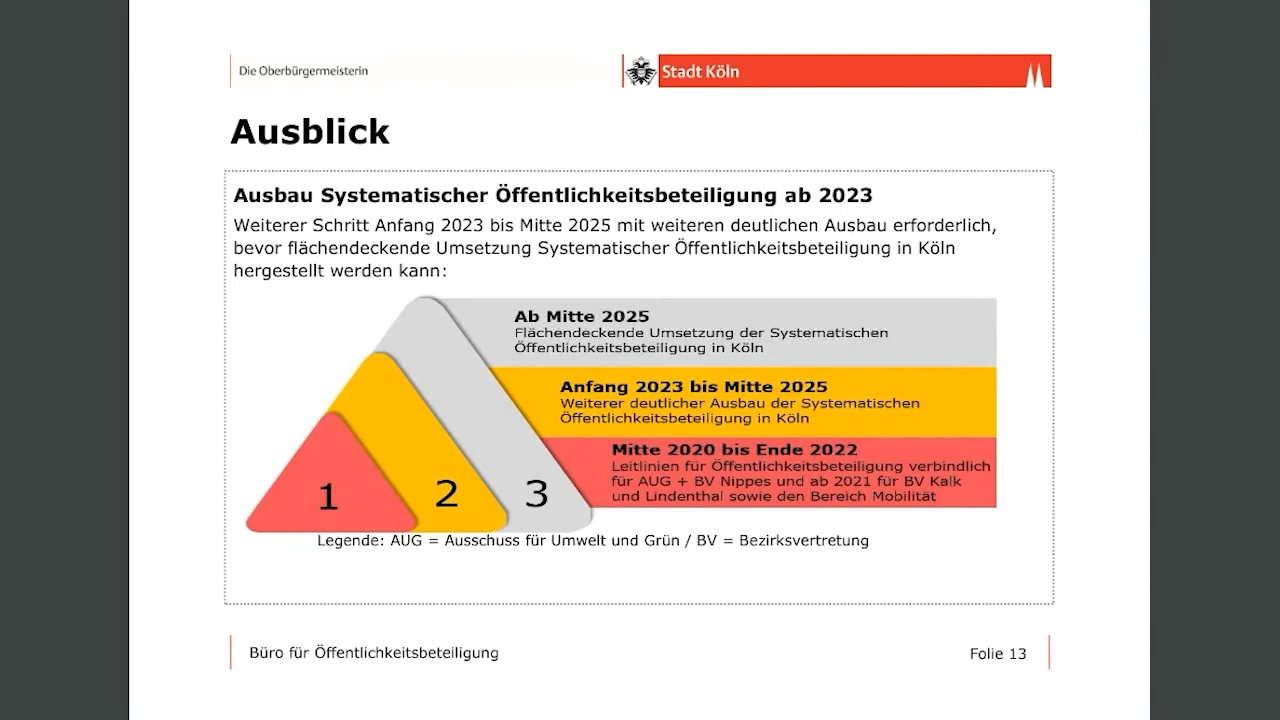 Die Oberbürgermeisterin
Stadt Köln
Ausblick
Ausbau Systematischer Öffentlichkeitsbeteiligung ab 2023
Weiterer Schritt Anfang 2023 bis Mitte 2025 mit weiteren deutlichen Ausbau erforderlich,
bevor flächendeckende Umsetzung Systematischer Öffentlichkeitsbeteiligung in Köln
hergestellt werden kann:
Ab Mitte 2025
Flächendeckende Umsetzung der Systematischen
Öffentlichkeitsbeteiligung in Köln
Anfang 2023 bis Mitte 2025
Weiterer deutlicher Ausbau der Systematischen
Öffentlichkeitsbeteiligung in Köln
Mitte 2020 bis Ende 2022
Leitlinien für Öffentlichkeitsbeteiligung verbindlich
für AUG + BV Nippes und ab 2021 für BV Kalk
und Lindenthal sowie den Bereich Mobilität
1
2
3
Legende: AUG = Ausschuss für Umwelt und Grün / BV = Bezirksvertretung
Büro für Öffentlichkeitsbeteiligung
Folie 13